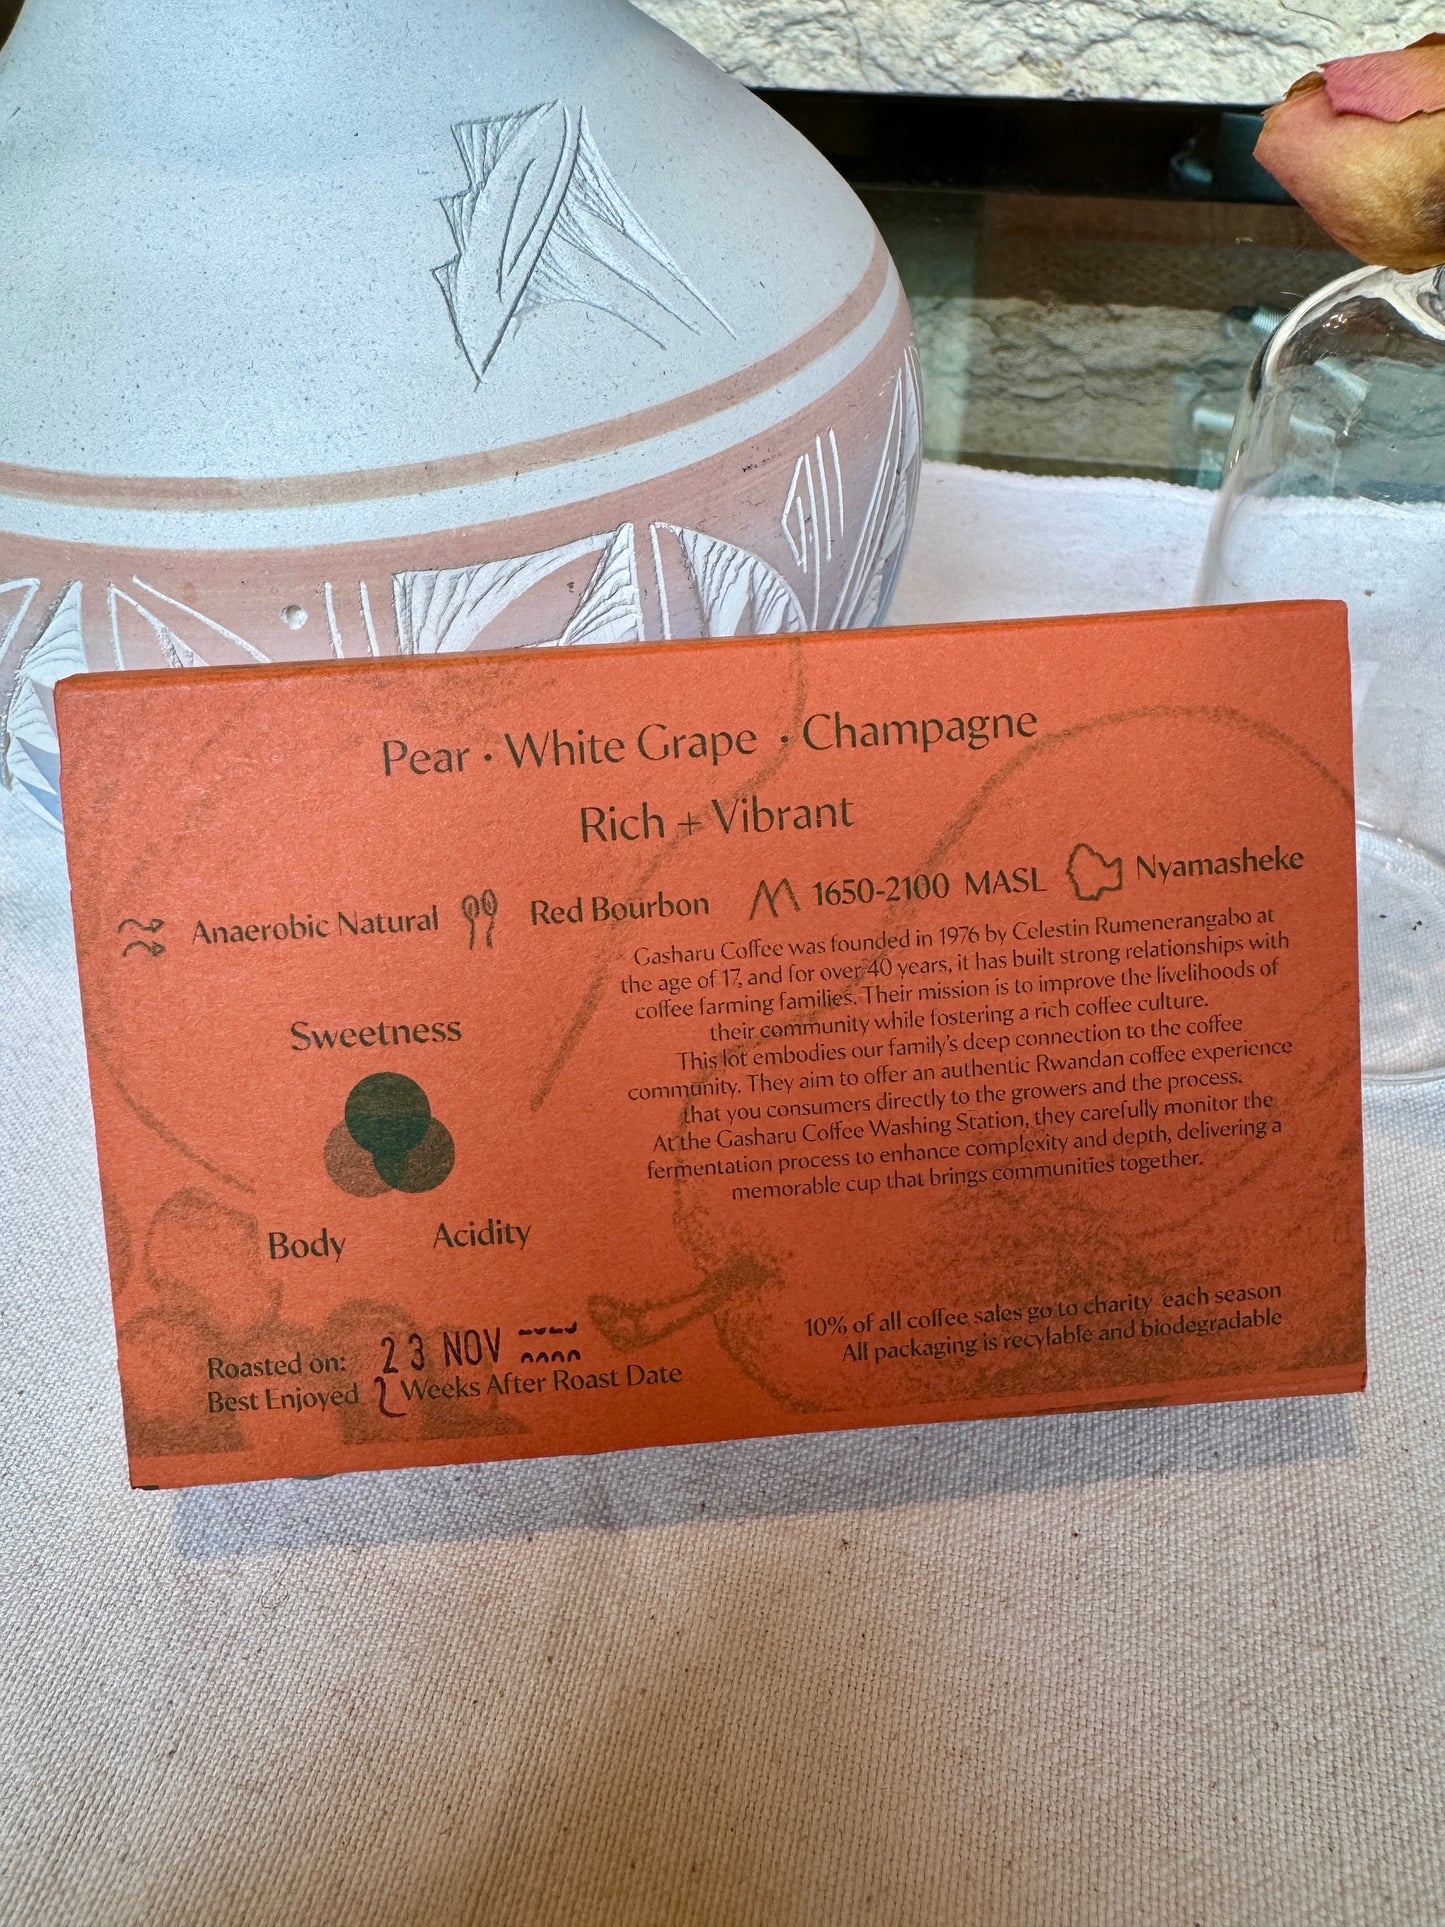 Pear · White Grape · Champagne
Rich + Vibrant
Anaerobic Natural Red Bourbon 1650-2100 MASL Nyamasheke
Gasharu Coffee was founded in 1976 by Celestin Rumenerangabo at
the age of 17, and for over 40 years, it has built strong relationships with
coffee farming families. Their mission is to improve the livelihoods of
their community while fostering a rich coffee culture.
This lot embodies our family's deep connection to the coffee
community. They aim to offer an authentic Rwandan coffee experience
that you consumers directly to the growers and the process.
At the Gasharu Coffee Washing Station, they carefully monitor the
fermentation process to enhance complexity and depth, delivering a
memorable cup that brings communities together.
Sweetness
Body Acidity
Roasted on: 23 NOV
Best Enjoyed 2 Weeks After Roast Date
10% of all coffee sales go to charity each season
All packaging is recylable and biodegradable